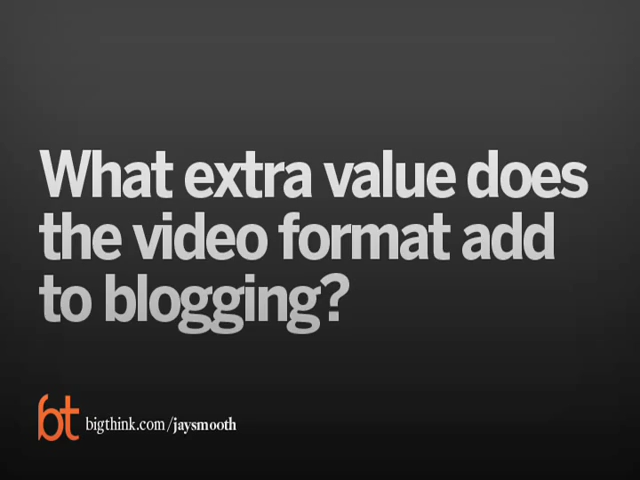 What extra value does
the video format add
to blogging?
bt bigthink.com/jaysmooth